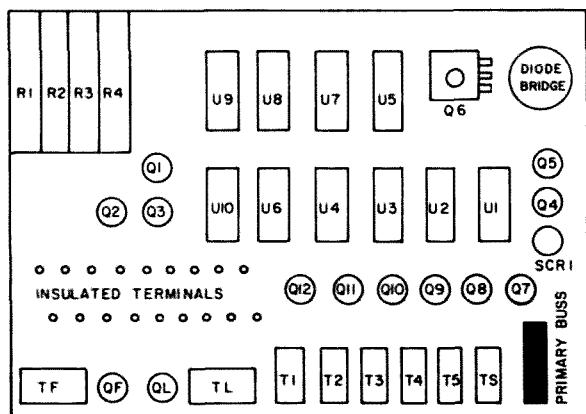 R1 R2 R3 R4
U9 U8 U7 U5
Q6
DIODE
BRIDGE
Q1
Q2 Q3
U10 U6 U4 U3 U2 U1
Q5
Q4
SCR1
INSULATED TERMINALS
Q12 Q11 Q10 Q9 Q8 Q7
PRIMARY BUSS
TF QF QL TL
T1 T2 T3 T4 T5 TS